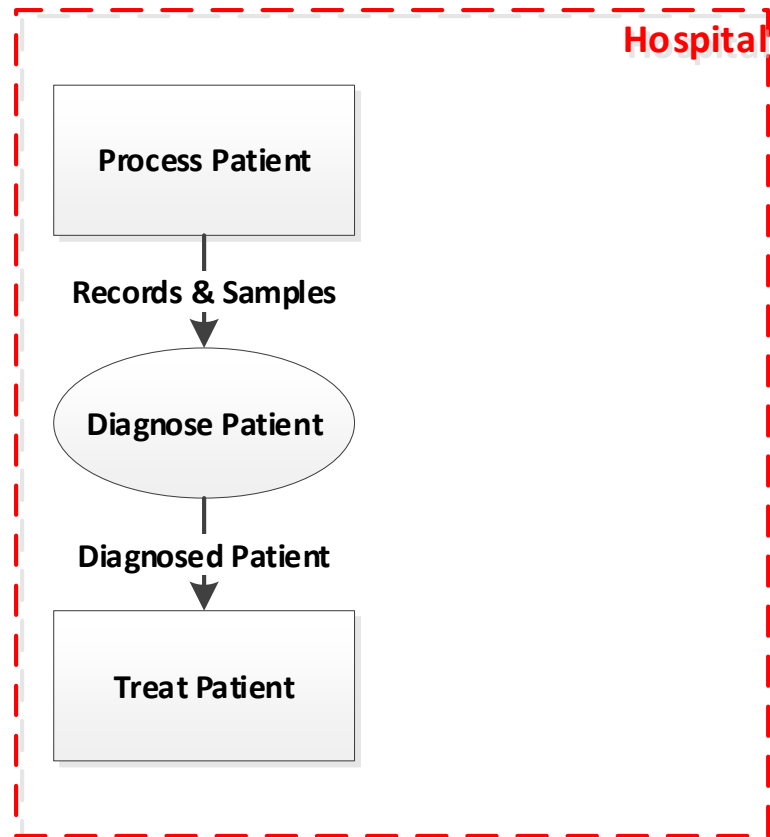 Hospital
Process Patient
Records & Samples
Diagnose Patient
Diagnosed Patient
Treat Patient